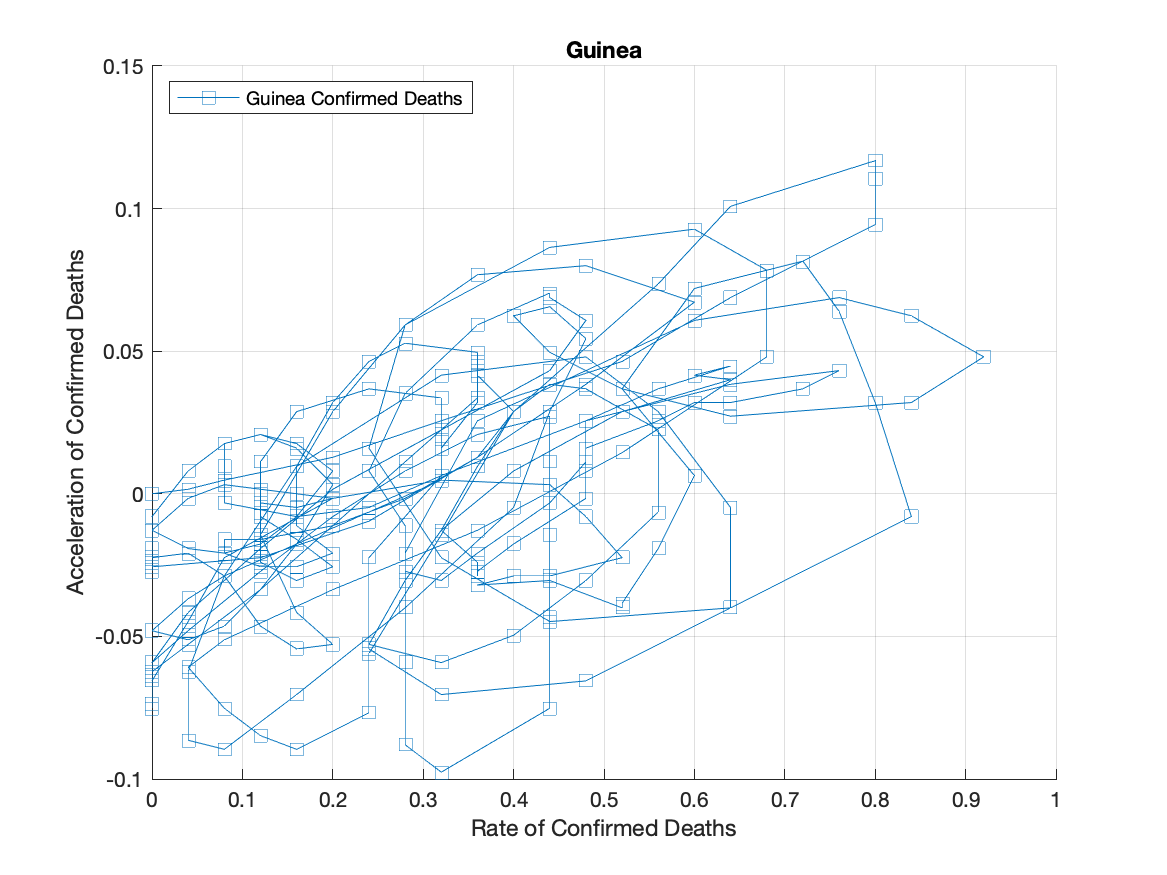 Guinea
0.15
Guinea Confirmed Deaths
0.1
0.05
0
-0.05
-0.1
Acceleration of Confirmed Deaths
0 0.1 0.2 0.3 0.4 0.5 0.6 0.7 0.8 0.9 1
Rate of Confirmed Deaths